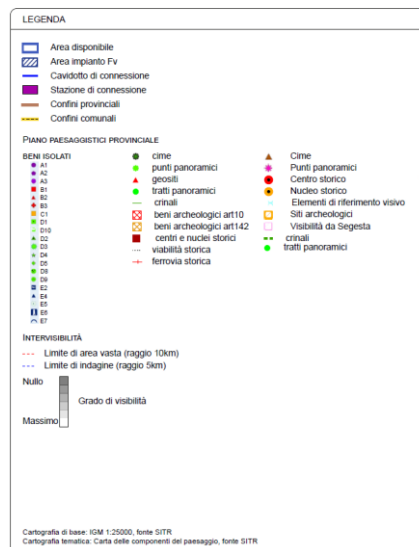 LEGENDA
Area disponibile
Area impianto Fv
Cavidotto di connessione
Stazione di connessione
Confini provinciali
Confini comunali
PIANO PAESAGGISTICI PROVINCIALE
BENI ISOLATI
A1
A2
A3
B1
B2
B3
C1
D1
D10
D2
D3
D4
D5
D8
D9
E2
E4
E5
E6
E7
cime
punti panoramici
geositi
tratti panoramici
crinali
beni archeologici art10
beni archeologici art142
centri e nuclei storici
viabilità storica
ferrovia storica
Cime
Punti panoramici
Centro storico
Nucleo storico
Elementi di riferimento visivo
Siti archeologici
Visibilità da Segesta
crinali
tratti panoramici
INTERVISIBILITÀ
Limite di area vasta (raggio 10km)
Limite di indagine (raggio 5km)
Nullo
Grado di visibilità
Massimo
Cartografia di base: IGM 1:25000, fonte SITR
Cartografia tematica: Carta delle componenti del paesaggio, fonte SITR